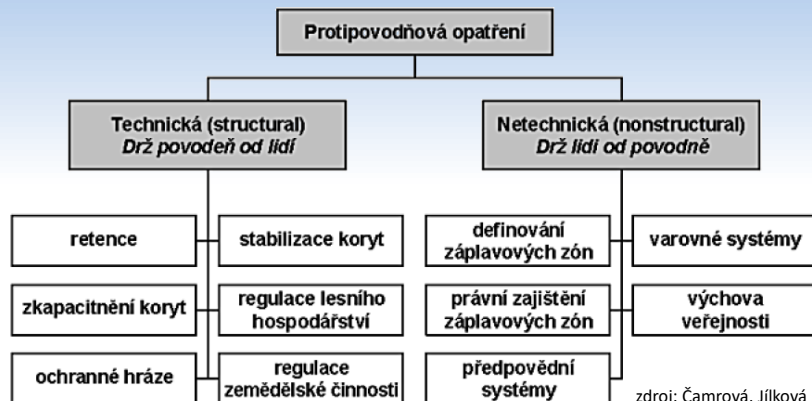 Protipovodňová opatření
Technická (structural)
Drž povodeň od lidí
Netechnická (nonstructural)
Drž lidi od povodně
retence
stabilizace koryt
zkapacitnění koryt
regulace lesního
hospodářství
ochranné hráze
regulace
zemědělské činnosti
definování
záplavových zón
varovné systémy
právní zajištění
záplavových zón
výchova
veřejnosti
předpovědní
systémy
zdroj: Čamrová, Jílková